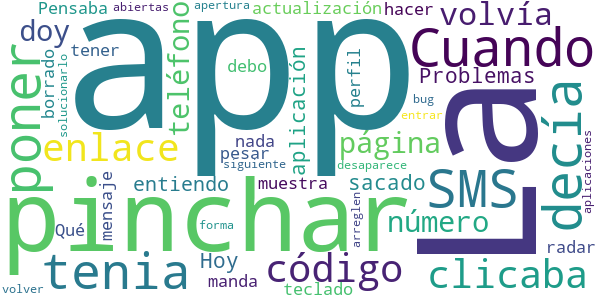 Pensaba
abiertas
apertura
actualización
hacer
volvía
doy
tener
app
La
Cuando
Problemas
borrado
solucionarlo
teléfono
debo
aplicación
perfil
bug
entrar
poner
enlace
nada
pesar
siguiente
página
desaparece
decía
aplicaciones
pinchar
mensaje
entiendo
muestra
sacado
SMS
número
Qué
forma
arreglen
radar
tenia
Hoy
manda
código
clicaba
volver
teclado